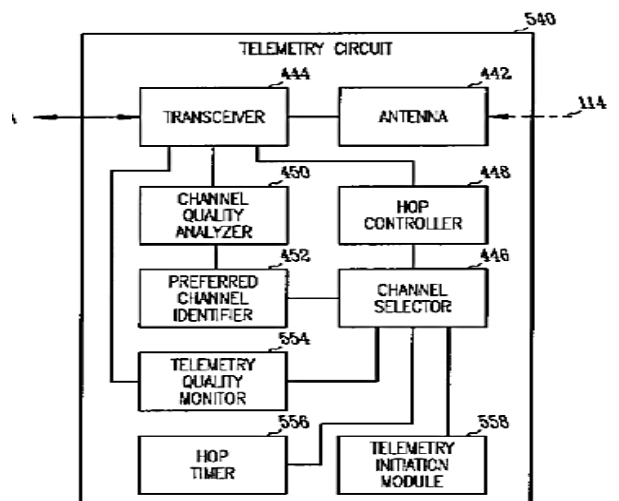 540
TELEMETRY CIRCUIT
444
442
TRANSCEIVER
ANTENNA
114
450
448
CHANNEL
QUALITY
ANALYZER
HOP
CONTROLLER
452
446
PREFERRED
CHANNEL
IDENTIFIER
CHANNEL
SELECTOR
554
TELEMETRY
QUALITY
MONITOR
556
558
HOP
TIMER
TELEMETRY
INITIATION
MODULE